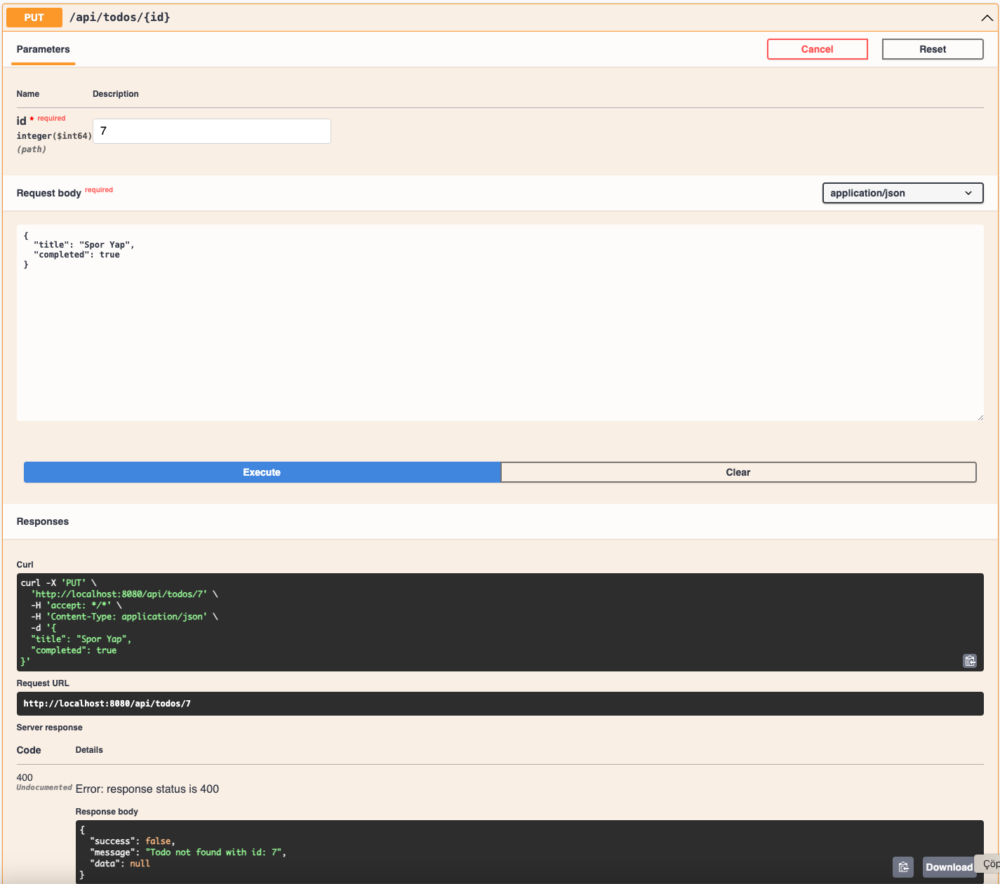 PUT /api/todos/{id}
Parameters
Cancel
Reset
Name Description
id * required
integer($int64)
(path)
7
Request body required
application/json
{
  "title": "Spor Yap",
  "completed": true
}
Execute
Clear
Responses
Curl
curl -X 'PUT' \
  'http://localhost:8080/api/todos/7' \
  -H 'accept: */*' \
  -H 'Content-Type: application/json' \
  -d '{
  "title": "Spor Yap",
  "completed": true
}'
Request URL
http://localhost:8080/api/todos/7
Server response
Code Details
400
Undocumented
Error: response status is 400
Response body
{
  "success": false,
  "message": "Todo not found with id: 7",
  "data": null
}
Download